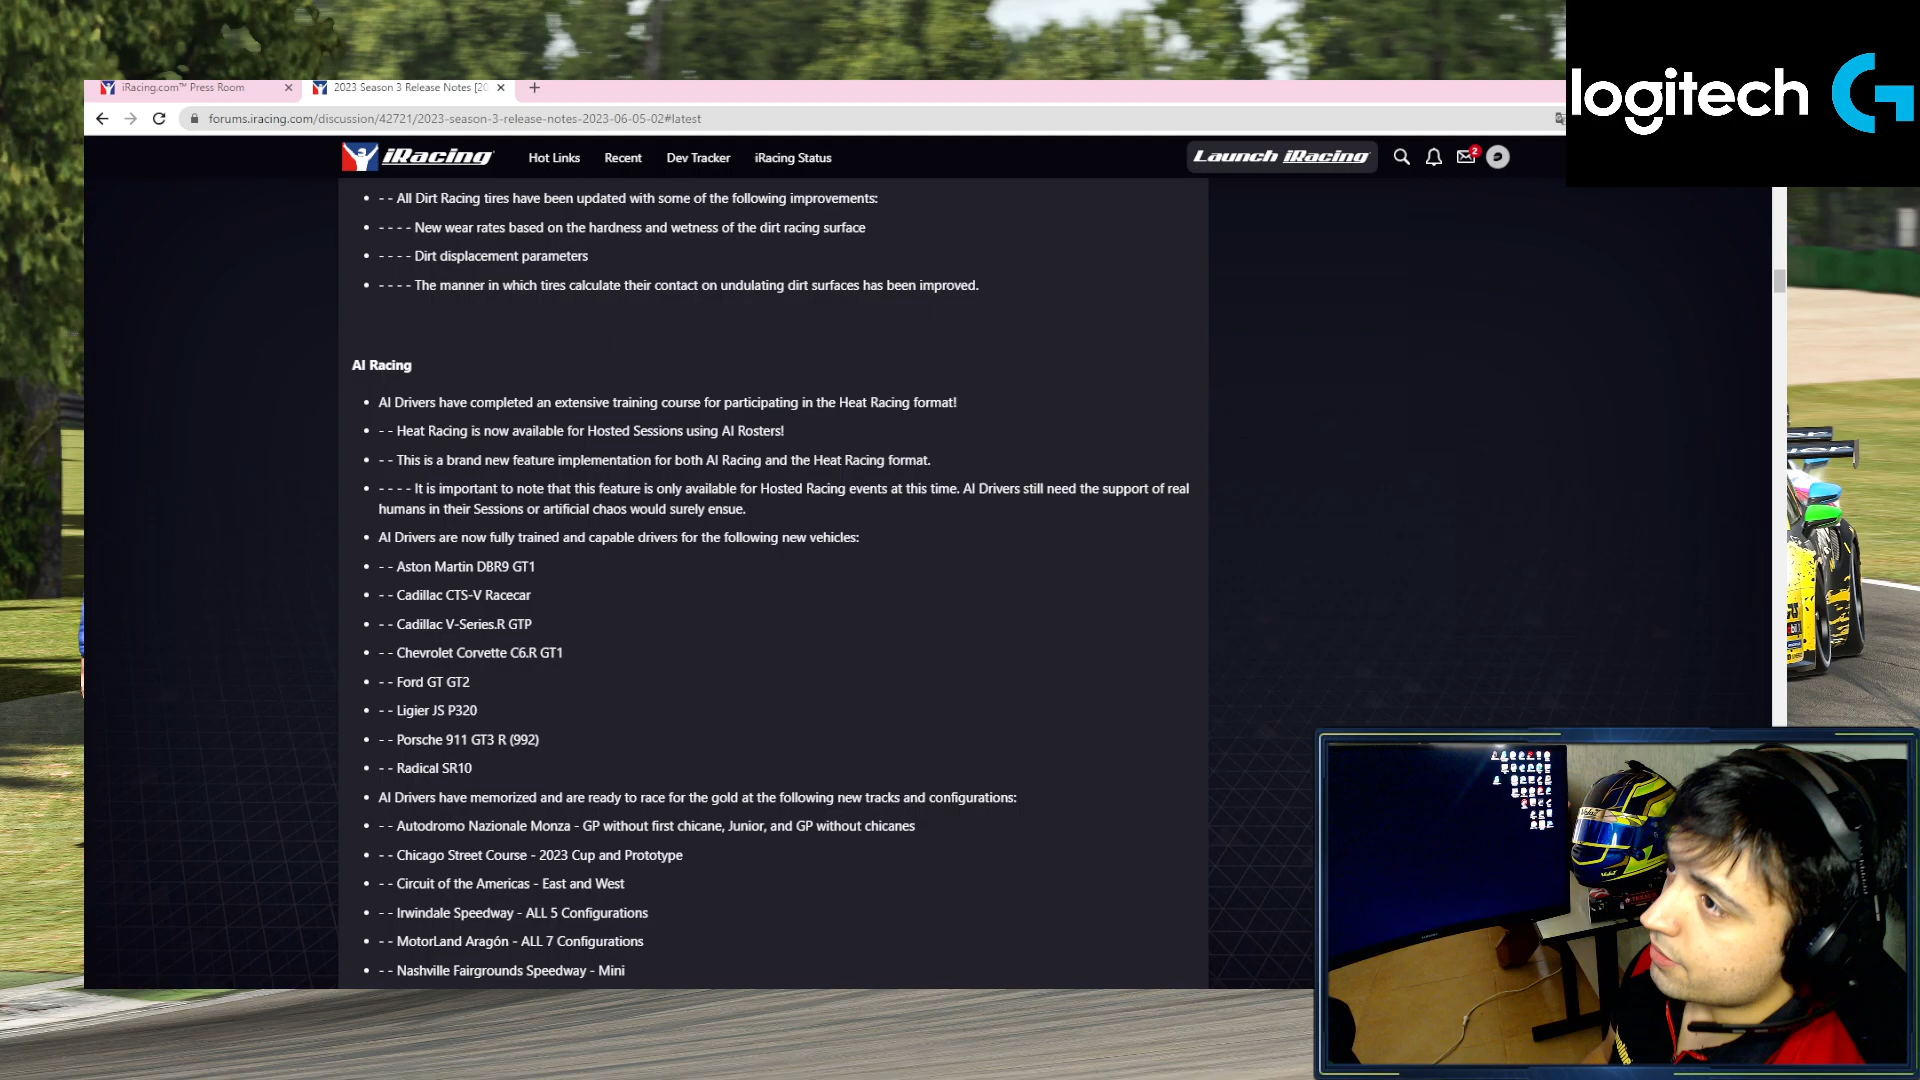 logitech G
iRacing.com™ Press Room
2023 Season 3 Release Notes [20
forums.iracing.com/discussion/42721/2023-season-3-release-notes-2023-06-05-02#latest
iRacing Hot Links Recent Dev Tracker iRacing Status Launch iRacing 2
• - - All Dirt Racing tires have been updated with some of the following improvements:
• - - - - New wear rates based on the hardness and wetness of the dirt racing surface
• - - - - Dirt displacement parameters
• - - - - The manner in which tires calculate their contact on undulating dirt surfaces has been improved.
AI Racing
• AI Drivers have completed an extensive training course for participating in the Heat Racing format!
• - - Heat Racing is now available for Hosted Sessions using AI Rosters!
• - - This is a brand new feature implementation for both AI Racing and the Heat Racing format.
• - - - - It is important to note that this feature is only available for Hosted Racing events at this time. AI Drivers still need the support of real
humans in their Sessions or artificial chaos would surely ensue.
• AI Drivers are now fully trained and capable drivers for the following new vehicles:
• - - Aston Martin DBR9 GT1
• - - Cadillac CTS-V Racecar
• - - Cadillac V-Series.R GTP
• - - Chevrolet Corvette C6.R GT1
• - - Ford GT GT2
• - - Ligier JS P320
• - - Porsche 911 GT3 R (992)
• - - Radical SR10
• AI Drivers have memorized and are ready to race for the gold at the following new tracks and configurations:
• - - Autodromo Nazionale Monza - GP without first chicane, Junior, and GP without chicanes
• - - Chicago Street Course - 2023 Cup and Prototype
• - - Circuit of the Americas - East and West
• - - Irwindale Speedway - ALL 5 Configurations
• - - MotorLand Aragón - ALL 7 Configurations
• - - Nashville Fairgrounds Speedway - Mini